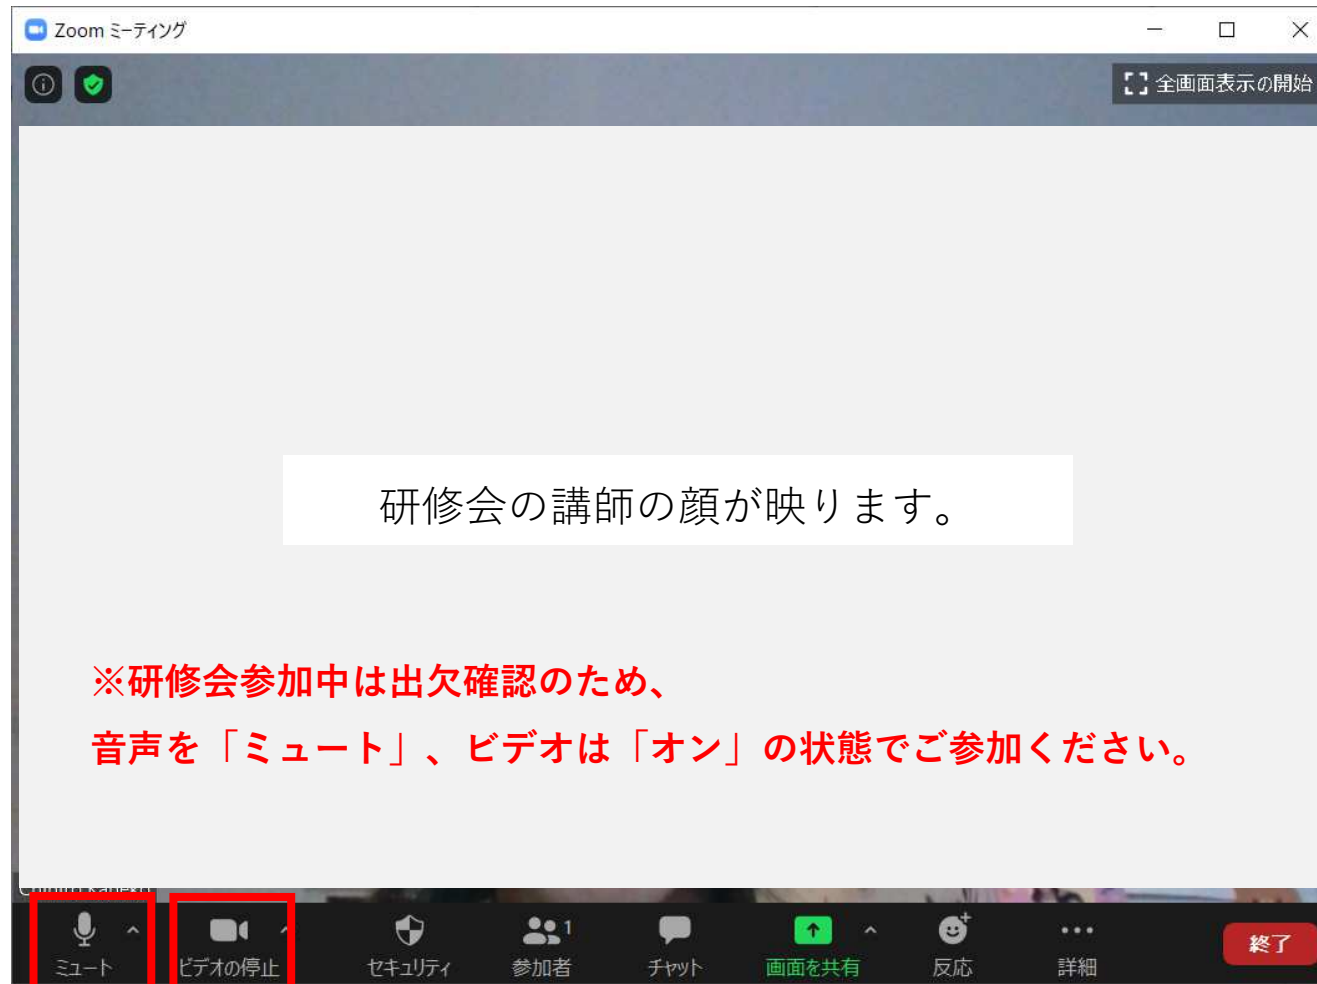 Zoom ミーティング
全画面表示の開始
研修会の講師の顔が映ります。
※研修会参加中は出欠確認のため、
音声を「ミュート」、ビデオは「オン」の状態でご参加ください。
ミュート
ビデオの停止
セキュリティ
1
参加者
チャット
画面を共有
反応
詳細
終了